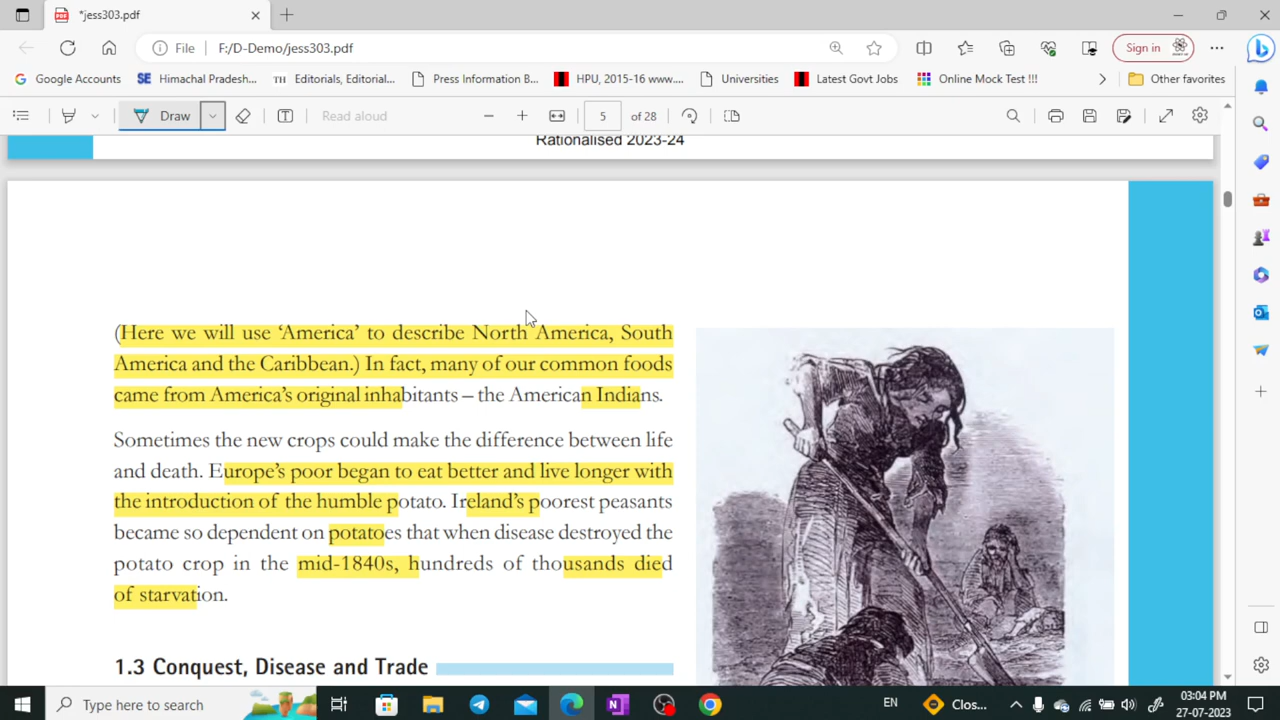 *jess303.pdf
File F:/D-Demo/jess303.pdf Sign in
Google Accounts SE Himachal Pradesh... TH Editorials, Editorial... Press Information B... HPU, 2015-16 www.... Universities Latest Govt Jobs Online Mock Test !!! Other favorites
Draw Read aloud 5 of 28
Rationalised 2023-24
(Here we will use ‘America’ to describe North America, South
America and the Caribbean.) In fact, many of our common foods
came from America’s original inhabitants – the American Indians.
Sometimes the new crops could make the difference between life
and death. Europe’s poor began to eat better and live longer with
the introduction of the humble potato. Ireland’s poorest peasants
became so dependent on potatoes that when disease destroyed the
potato crop in the mid-1840s, hundreds of thousands died
of starvation.
1.3 Conquest, Disease and Trade
Type here to search EN Clos... 03:04 PM
27-07-2023